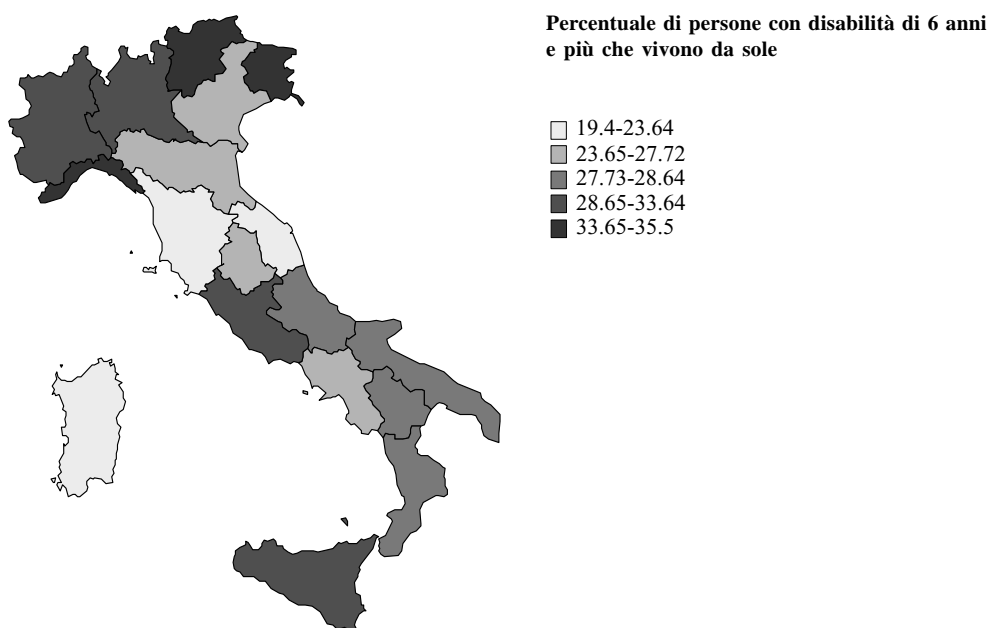 Percentuale di persone con disabilità di 6 anni
e più che vivono da sole
19.4-23.64
23.65-27.72
27.73-28.64
28.65-33.64
33.65-35.5